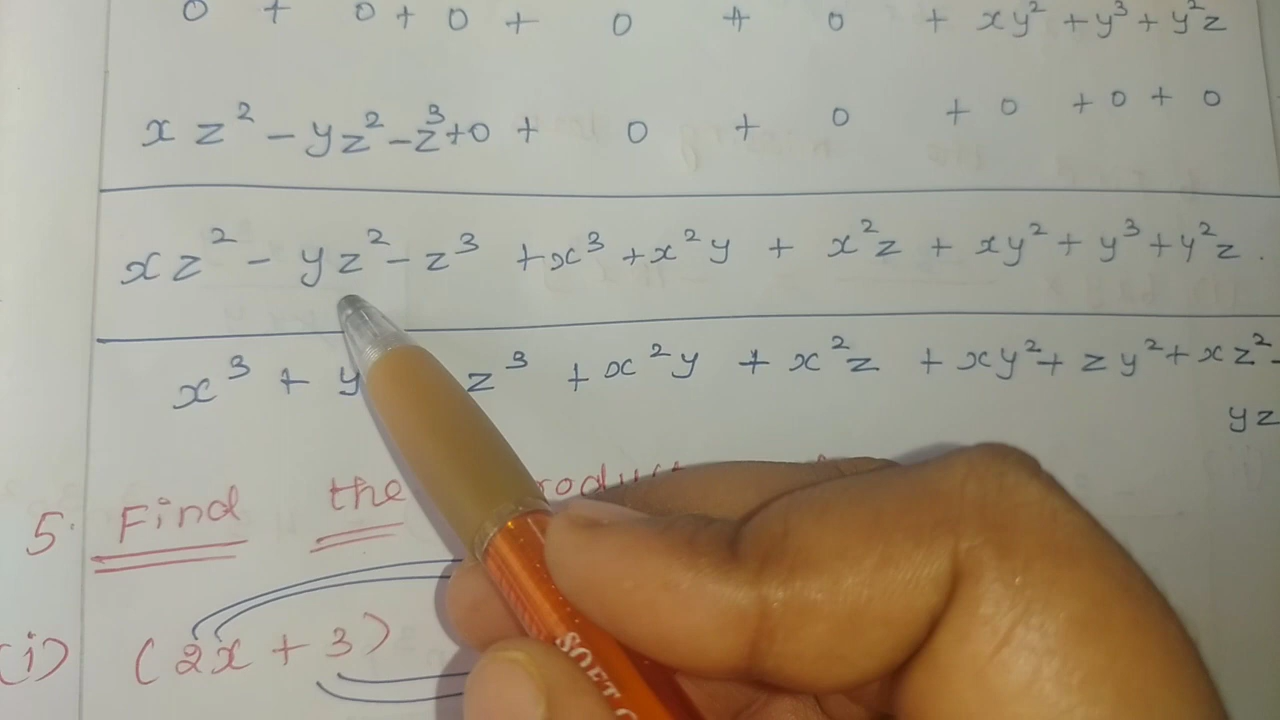 0 + 0 + 0 + 0 + 0 + xy² + y³ + y²z
xz² - yz² - z³ + 0 + 0 + 0 + 0 + 0 + 0
xz² - yz² - z³ + x³ + x²y + x²z + xy² + y³ + y²z.
x³ + y z³ + x²y + x²z + xy² + zy² + xz² -
yz
5. Find the
(i) (2x + 3)
SOFT